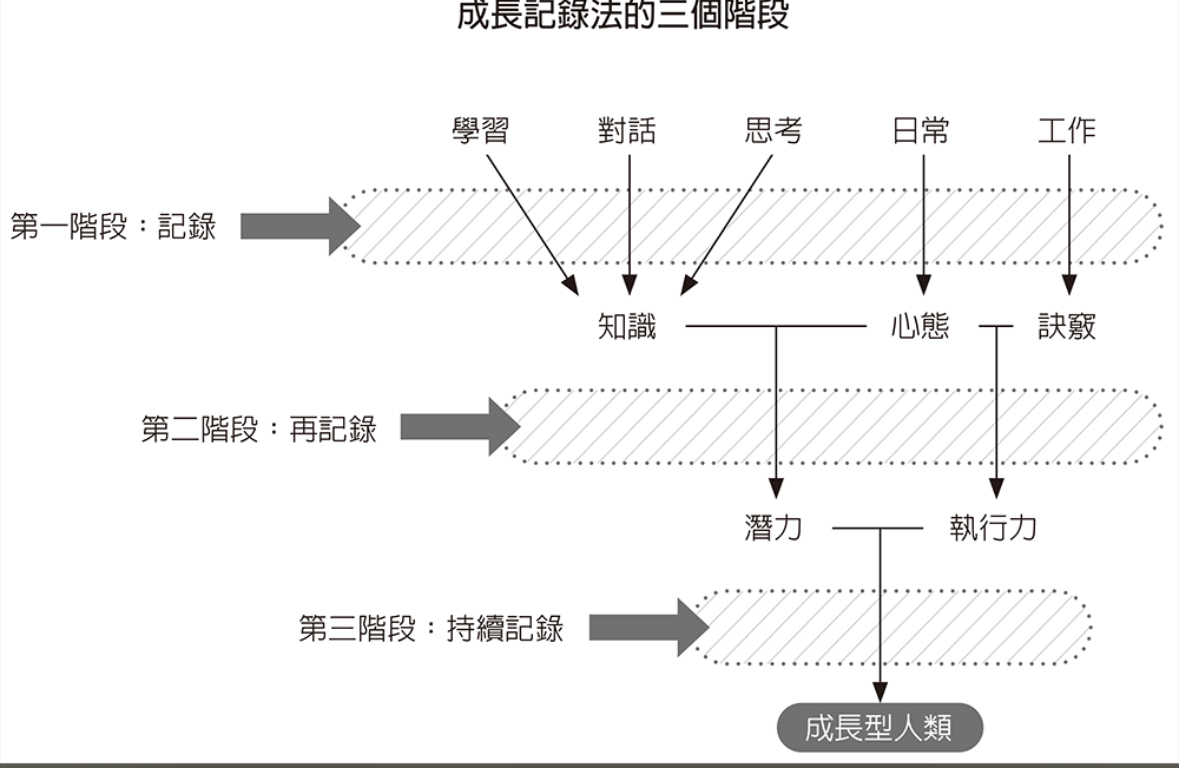 成長記錄法的三個階段
學習 對話 思考 日常 工作
第一階段：記錄
知識 心態 訣竅
第二階段：再記錄
潛力 執行力
第三階段：持續記錄
成長型人類